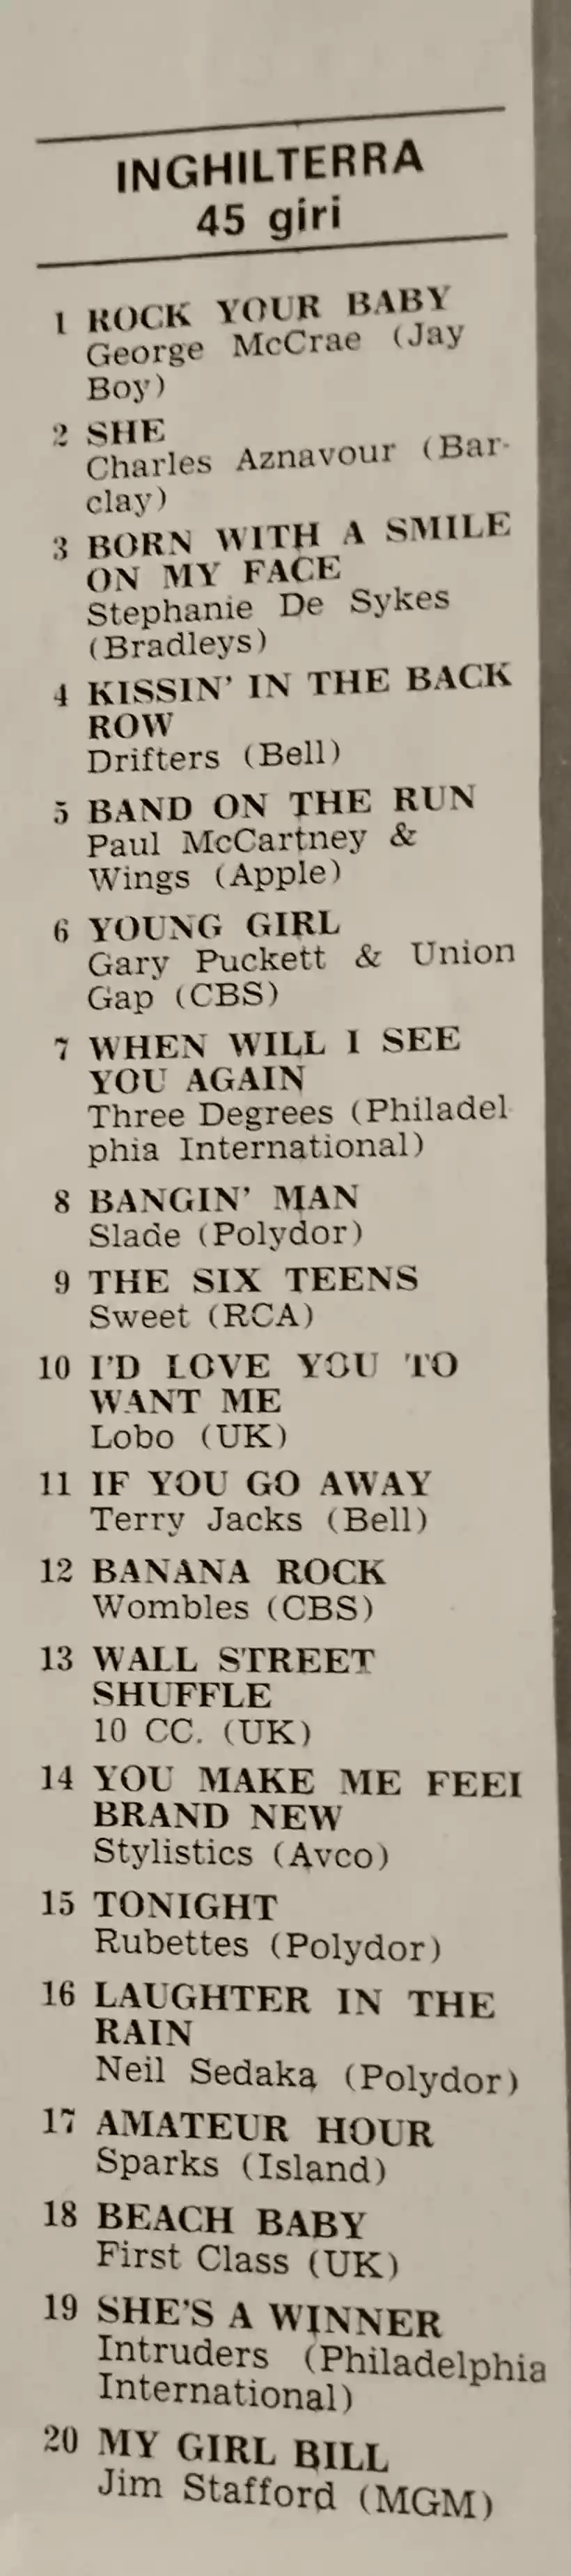 INGHILTERRA
45 giri
1 ROCK YOUR BABY
George McCrae (Jay
Boy)
2 SHE
Charles Aznavour (Bar-
clay)
3 BORN WITH A SMILE
ON MY FACE
Stephanie De Sykes
(Bradleys)
4 KISSIN' IN THE BACK
ROW
Drifters (Bell)
5 BAND ON THE RUN
Paul McCartney &
Wings (Apple)
6 YOUNG GIRL
Gary Puckett & Union
Gap (CBS)
7 WHEN WILL I SEE
YOU AGAIN
Three Degrees (Philadel
phia International)
8 BANGIN' MAN
Slade (Polydor)
9 THE SIX TEENS
Sweet (RCA)
10 I'D LOVE YOU TO
WANT ME
Lobo (UK)
11 IF YOU GO AWAY
Terry Jacks (Bell)
12 BANANA ROCK
Wombles (CBS)
13 WALL STREET
SHUFFLE
10 CC. (UK)
14 YOU MAKE ME FEEI
BRAND NEW
Stylistics (Avco)
15 TONIGHT
Rubettes (Polydor)
16 LAUGHTER IN THE
RAIN
Neil Sedaka (Polydor)
17 AMATEUR HOUR
Sparks (Island)
18 BEACH BABY
First Class (UK)
19 SHE'S A WINNER
Intruders (Philadelphia
International)
20 MY GIRL BILL
Jim Stafford (MGM)